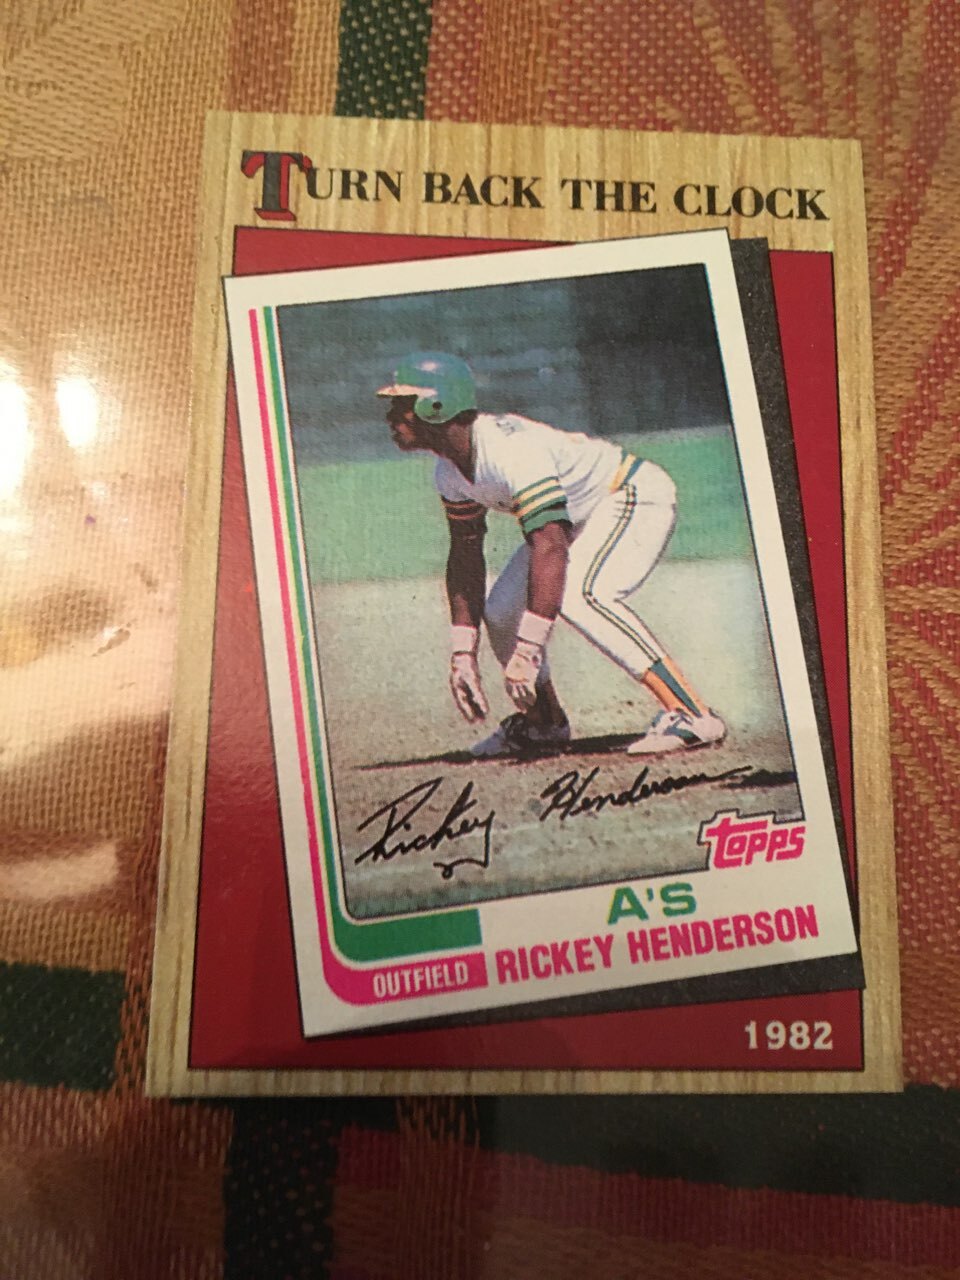 TURN BACK THE CLOCK
Rickey Henderson
topps
A'S
OUTFIELD RICKEY HENDERSON
1982